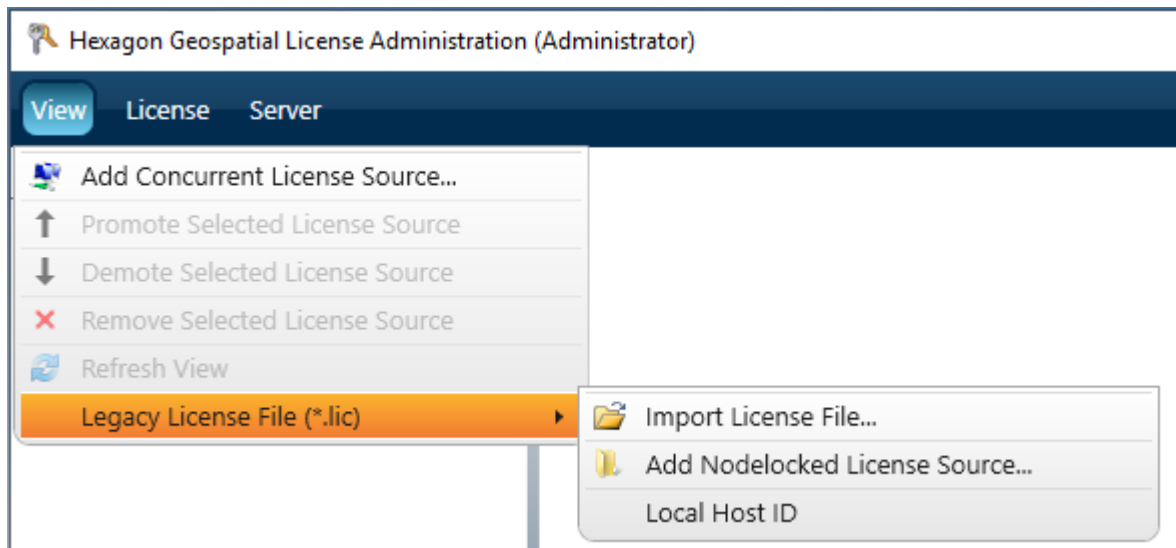 Hexagon Geospatial License Administration (Administrator)
View License Server
Add Concurrent License Source...
Promote Selected License Source
Demote Selected License Source
Remove Selected License Source
Refresh View
Legacy License File (*.lic)
Import License File...
Add Nodelocked License Source...
Local Host ID